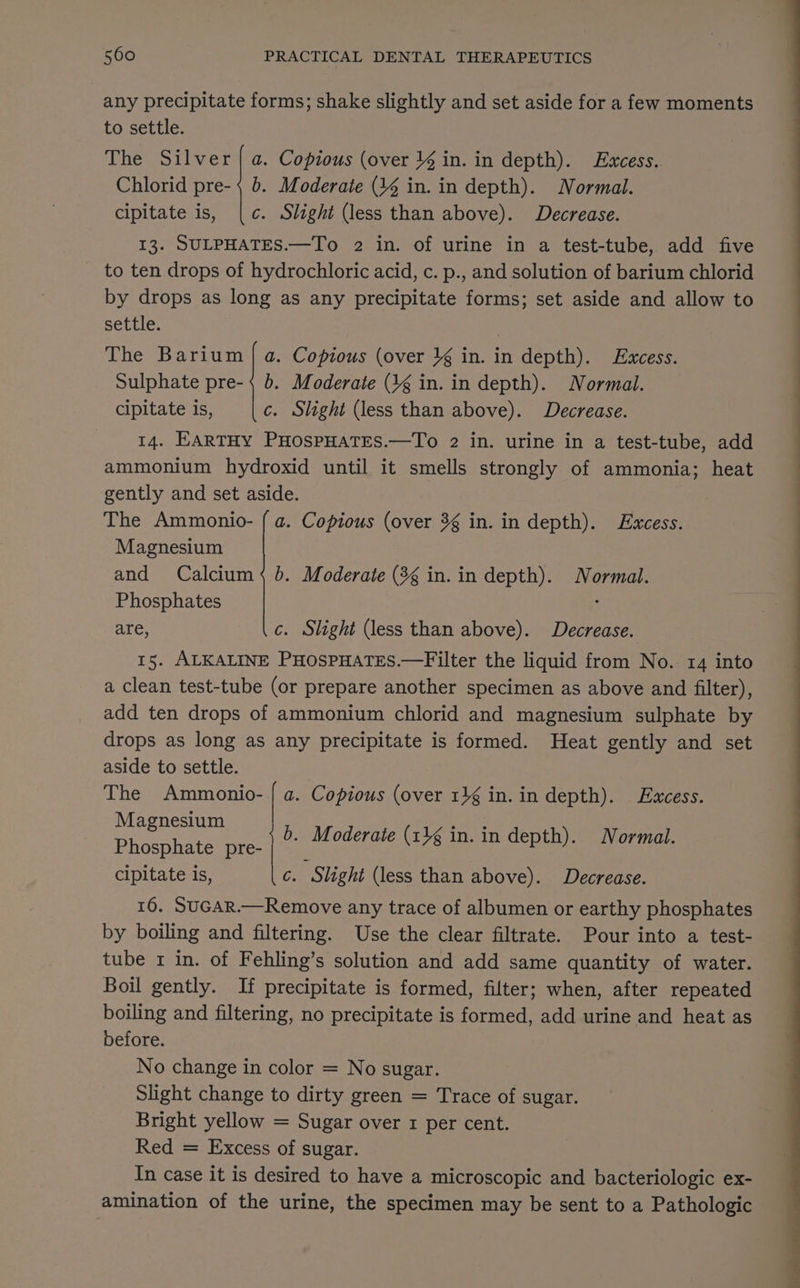 560 PRACTICAL DENTAL THERAPEUTICS
any precipitate forms; shake slightly and set aside for a few moments
to settle.
The Silver { a. Copious (over ½ in. in depth). Excess.
Chlorid pre- { b. Moderate (½ in. in depth). Normal.
cipitate is, { c. Slight (less than above). Decrease.
13. SULPHATES.—To 2 in. of urine in a test-tube, add five
to ten drops of hydrochloric acid, c. p., and solution of barium chlorid
by drops as long as any precipitate forms; set aside and allow to
settle.
The Barium { a. Copious (over ½ in. in depth). Excess.
Sulphate pre- { b. Moderate (½ in. in depth). Normal.
cipitate is, { c. Slight (less than above). Decrease.
14. EARTHY PHOSPHATES.—To 2 in. urine in a test-tube, add
ammonium hydroxid until it smells strongly of ammonia; heat
gently and set aside.
The Ammonio- { a. Copious (over ⅜ in. in depth). Excess.
Magnesium
and Calcium { b. Moderate (⅜ in. in depth). Normal.
Phosphates
are, { c. Slight (less than above). Decrease.
15. ALKALINE PHOSPHATES.—Filter the liquid from No. 14 into
a clean test-tube (or prepare another specimen as above and filter),
add ten drops of ammonium chlorid and magnesium sulphate by
drops as long as any precipitate is formed. Heat gently and set
aside to settle.
The Ammonio- { a. Copious (over 1½ in. in depth). Excess.
Magnesium
Phosphate pre- { b. Moderate (1½ in. in depth). Normal.
cipitate is, { c. Slight (less than above). Decrease.
16. SUGAR.—Remove any trace of albumen or earthy phosphates
by boiling and filtering. Use the clear filtrate. Pour into a test-
tube 1 in. of Fehling's solution and add same quantity of water.
Boil gently. If precipitate is formed, filter; when, after repeated
boiling and filtering, no precipitate is formed, add urine and heat as
before.
No change in color = No sugar.
Slight change to dirty green = Trace of sugar.
Bright yellow = Sugar over 1 per cent.
Red = Excess of sugar.
In case it is desired to have a microscopic and bacteriologic ex-
amination of the urine, the specimen may be sent to a Pathologic